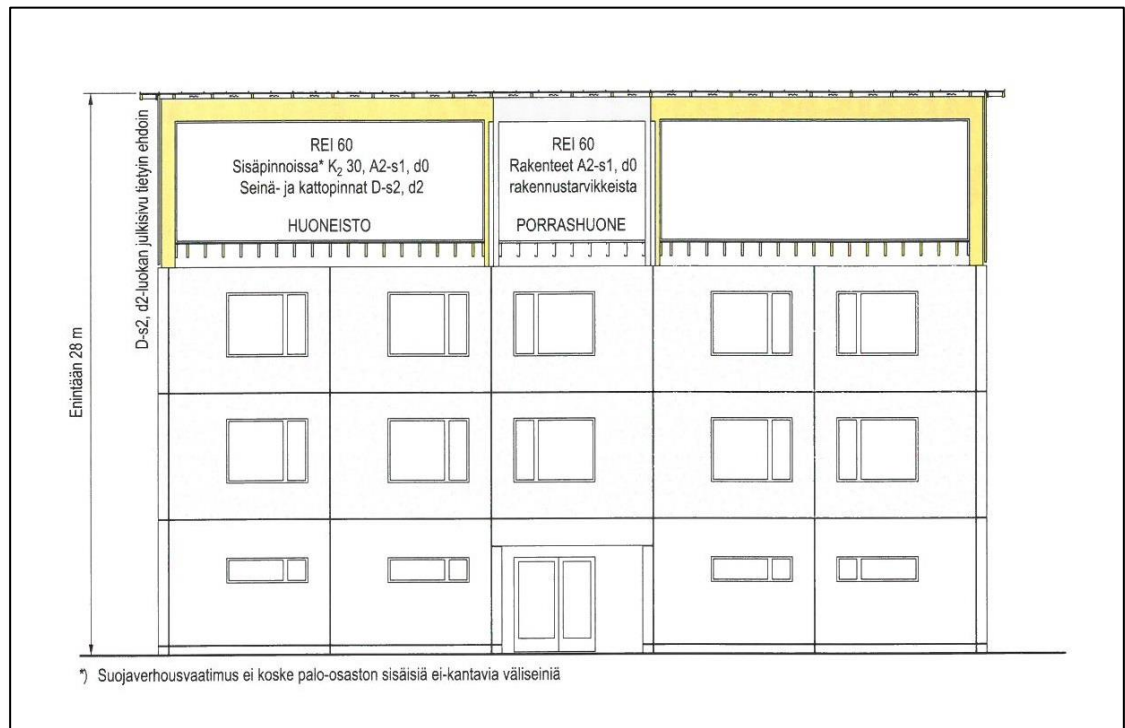 Enintään 28 m
D-s2, d2-luokan julkisivu tietyin ehdoin
REI 60
Sisäpinnoissa* K₂ 30, A2-s1, d0
Seinä- ja kattopinnat D-s2, d2
HUONEISTO
REI 60
Rakenteet A2-s1, d0
rakennustarvikkeista
PORRASHUONE
*) Suojaverhousvaatimus ei koske palo-osaston sisäisiä ei-kantavia väliseiniä